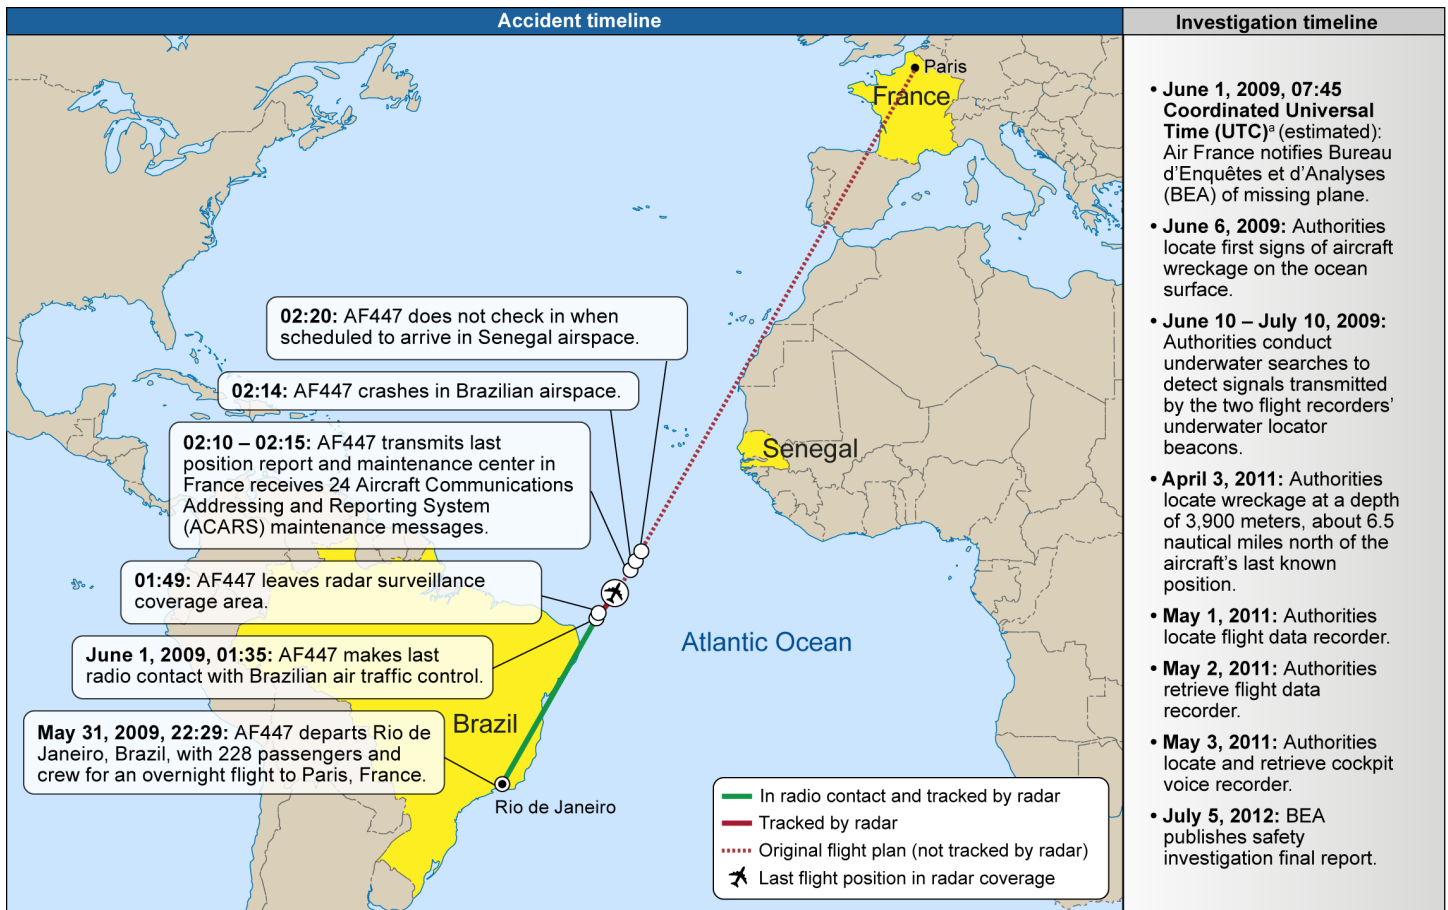 Accident timeline
Investigation timeline
Paris
France
02:20: AF447 does not check in when
scheduled to arrive in Senegal airspace.
02:14: AF447 crashes in Brazilian airspace.
02:10 – 02:15: AF447 transmits last
position report and maintenance center in
France receives 24 Aircraft Communications
Addressing and Reporting System
(ACARS) maintenance messages.
Senegal
01:49: AF447 leaves radar surveillance
coverage area.
June 1, 2009, 01:35: AF447 makes last
radio contact with Brazilian air traffic control.
Atlantic Ocean
Brazil
May 31, 2009, 22:29: AF447 departs Rio de
Janeiro, Brazil, with 228 passengers and
crew for an overnight flight to Paris, France.
Rio de Janeiro
In radio contact and tracked by radar
Tracked by radar
Original flight plan (not tracked by radar)
Last flight position in radar coverage
• June 1, 2009, 07:45
Coordinated Universal
Time (UTC)a (estimated):
Air France notifies Bureau
d'Enquêtes et d'Analyses
(BEA) of missing plane.
• June 6, 2009: Authorities
locate first signs of aircraft
wreckage on the ocean
surface.
• June 10 – July 10, 2009:
Authorities conduct
underwater searches to
detect signals transmitted
by the two flight recorders'
underwater locator
beacons.
• April 3, 2011: Authorities
locate wreckage at a depth
of 3,900 meters, about 6.5
nautical miles north of the
aircraft's last known
position.
• May 1, 2011: Authorities
locate flight data recorder.
• May 2, 2011: Authorities
retrieve flight data
recorder.
• May 3, 2011: Authorities
locate and retrieve cockpit
voice recorder.
• July 5, 2012: BEA
publishes safety
investigation final report.